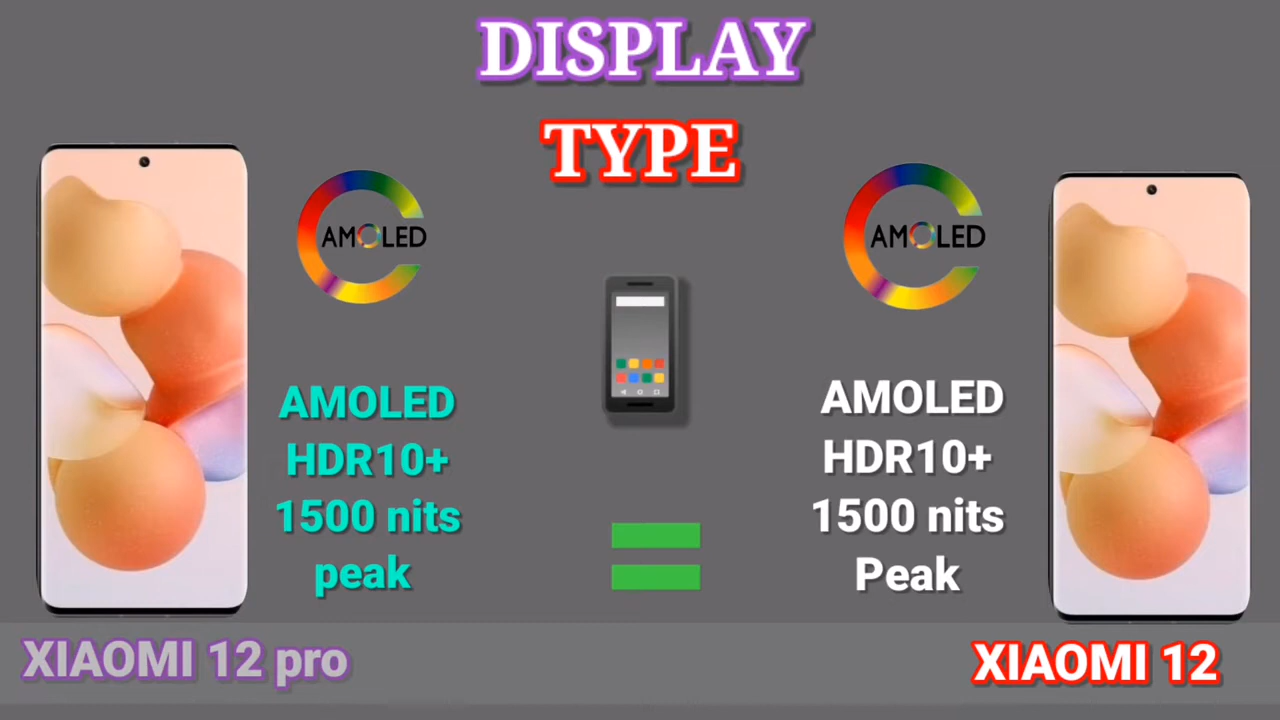 DISPLAY
TYPE
AMOLED
AMOLED
AMOLED
HDR10+
1500 nits
peak
AMOLED
HDR10+
1500 nits
Peak
XIAOMI 12 pro
XIAOMI 12